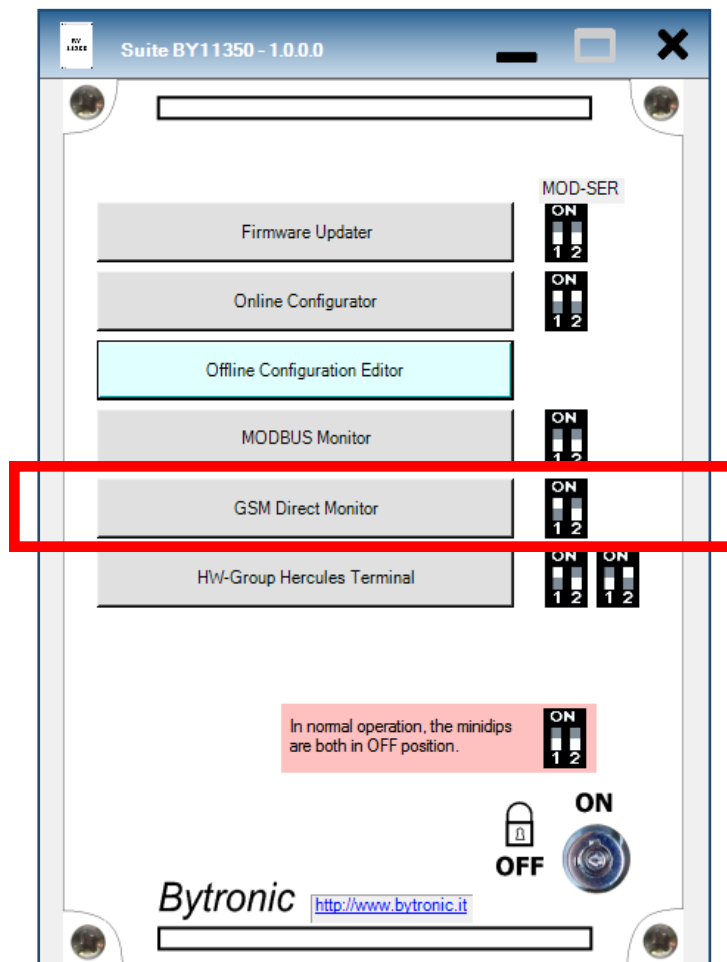 BY
11350
Suite BY11350 - 1.0.0.0
MOD-SER
Firmware Updater
ON
1 2
Online Configurator
ON
1 2
Offline Configuration Editor
MODBUS Monitor
ON
1 2
GSM Direct Monitor
ON
1 2
HW-Group Hercules Terminal
ON ON
1 2 1 2
In normal operation, the minidips
are both in OFF position.
ON
1 2
ON
OFF
Bytronic http://www.bytronic.it